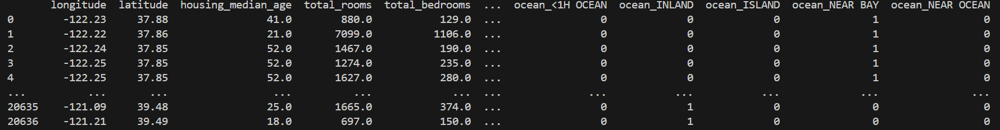 longitude latitude housing_median_age total_rooms total_bedrooms ... ocean_<1H OCEAN ocean_INLAND ocean_ISLAND ocean_NEAR BAY ocean_NEAR OCEAN
0 -122.23 37.88 41.0 880.0 129.0 ... 0 0 0 1 0
1 -122.22 37.86 21.0 7099.0 1106.0 ... 0 0 0 1 0
2 -122.24 37.85 52.0 1467.0 190.0 ... 0 0 0 1 0
3 -122.25 37.85 52.0 1274.0 235.0 ... 0 0 0 1 0
4 -122.25 37.85 52.0 1627.0 280.0 ... 0 0 0 1 0
... ... ... ... ... ... ... ... ... ... ... ...
20635 -121.09 39.48 25.0 1665.0 374.0 ... 0 1 0 0 0
20636 -121.21 39.49 18.0 697.0 150.0 ... 0 1 0 0 0